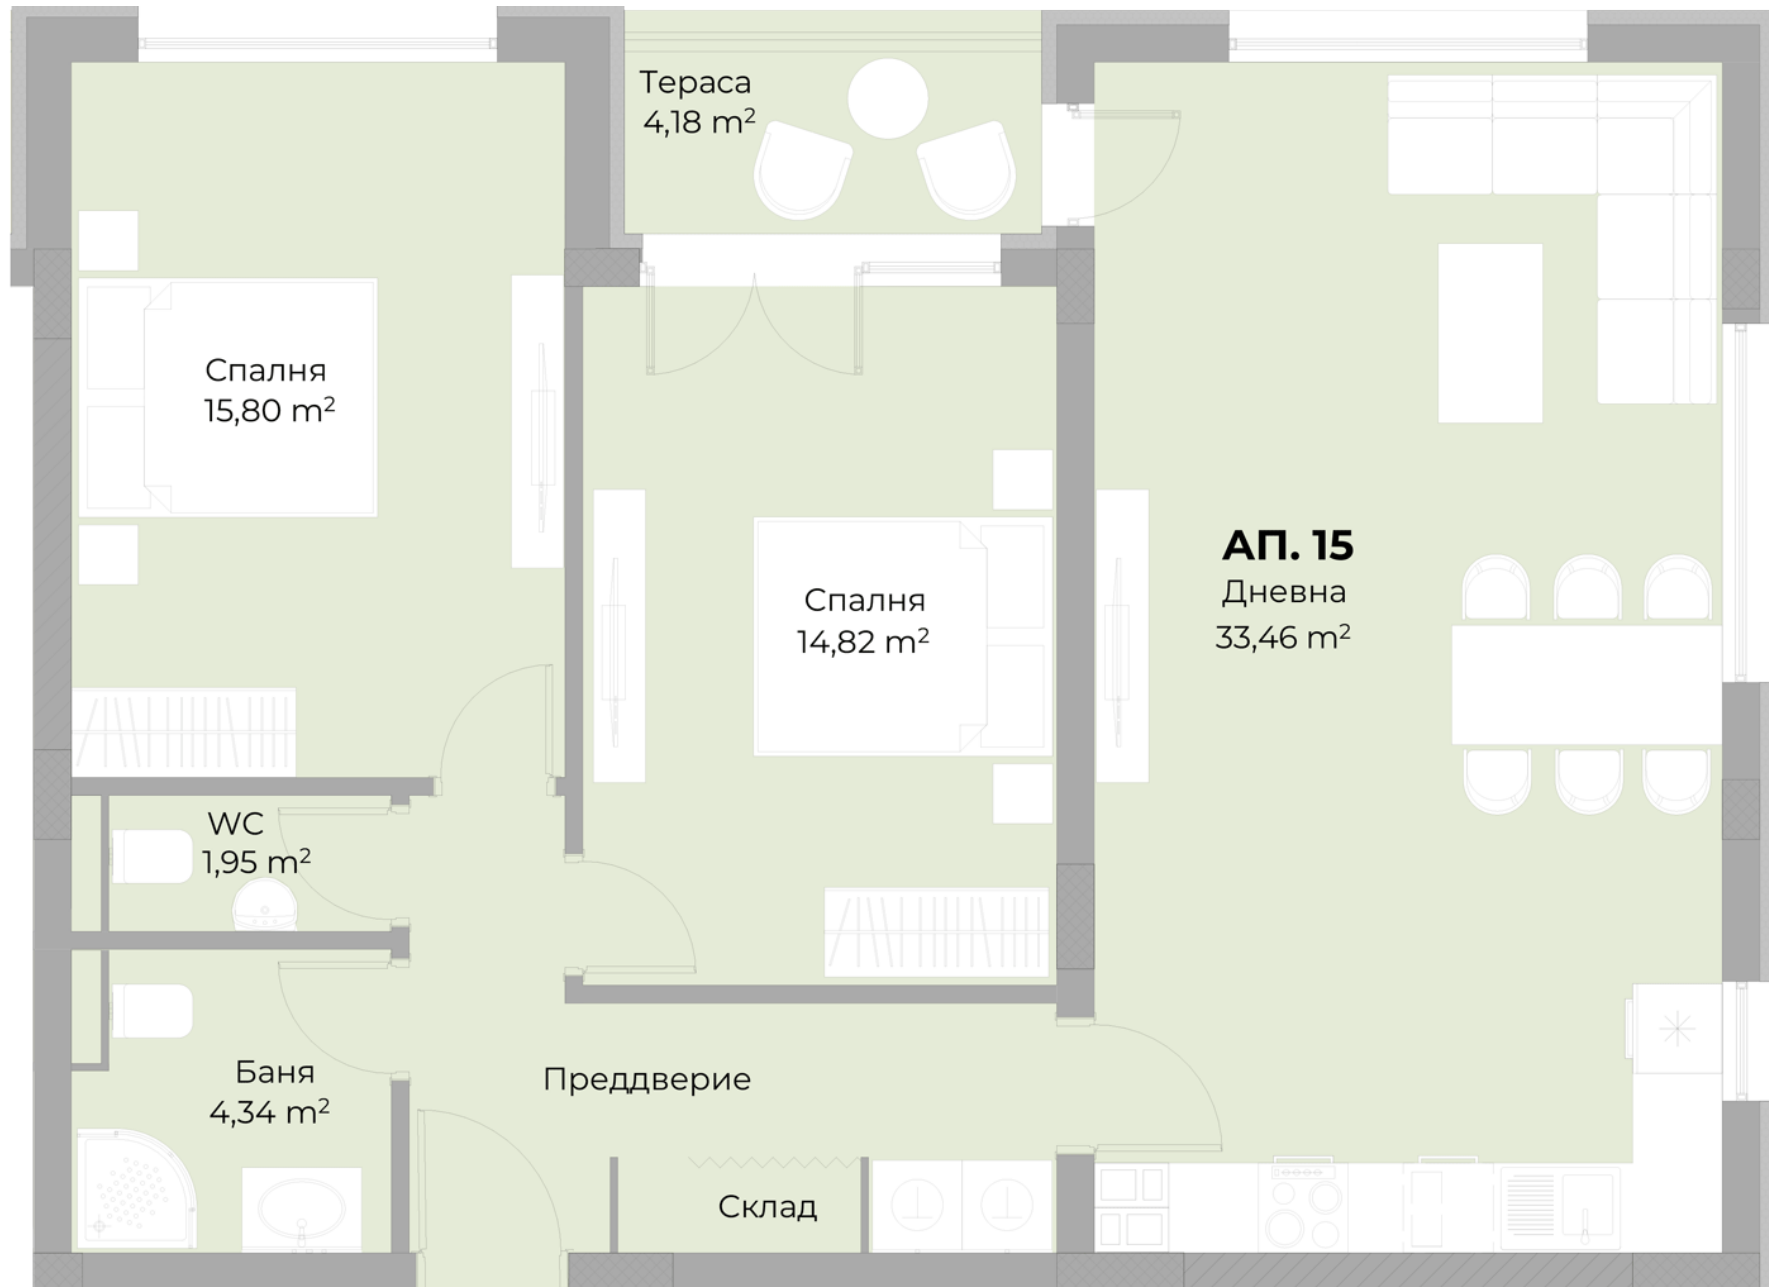 Тераса
4,18 m²
Спалня
15,80 m²
Спалня
14,82 m²
АП. 15
Дневна
33,46 m²
WC
1,95 m²
Баня
4,34 m²
Преддверие
Склад